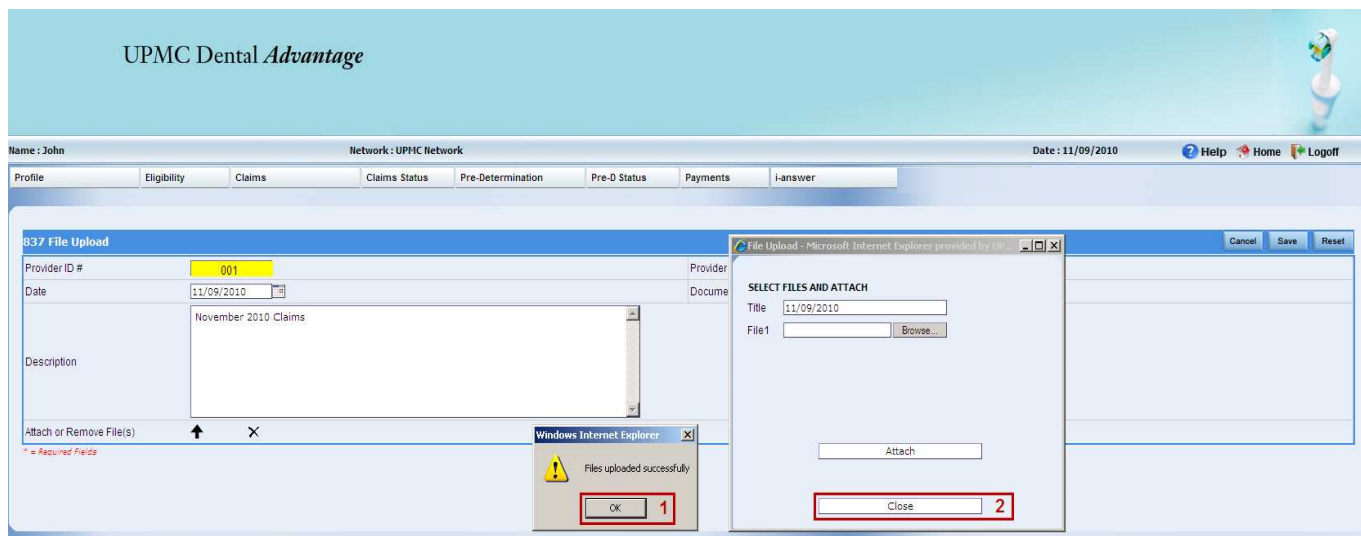 UPMC Dental Advantage
Name : John Network : UPMC Network Date : 11/09/2010 Help Home Logoff
Profile Eligibility Claims Claims Status Pre-Determination Pre-D Status Payments i-answer
837 File Upload Cancel Save Reset
Provider ID # 001 Provider
Date 11/09/2010 Docume
Description November 2010 Claims
Attach or Remove File(s)
* = Required Fields
Windows Internet Explorer
Files uploaded successfully
OK 1
File Upload - Microsoft Internet Explorer provided by UP...
SELECT FILES AND ATTACH
Title 11/09/2010
File1 Browse...
Attach
Close 2